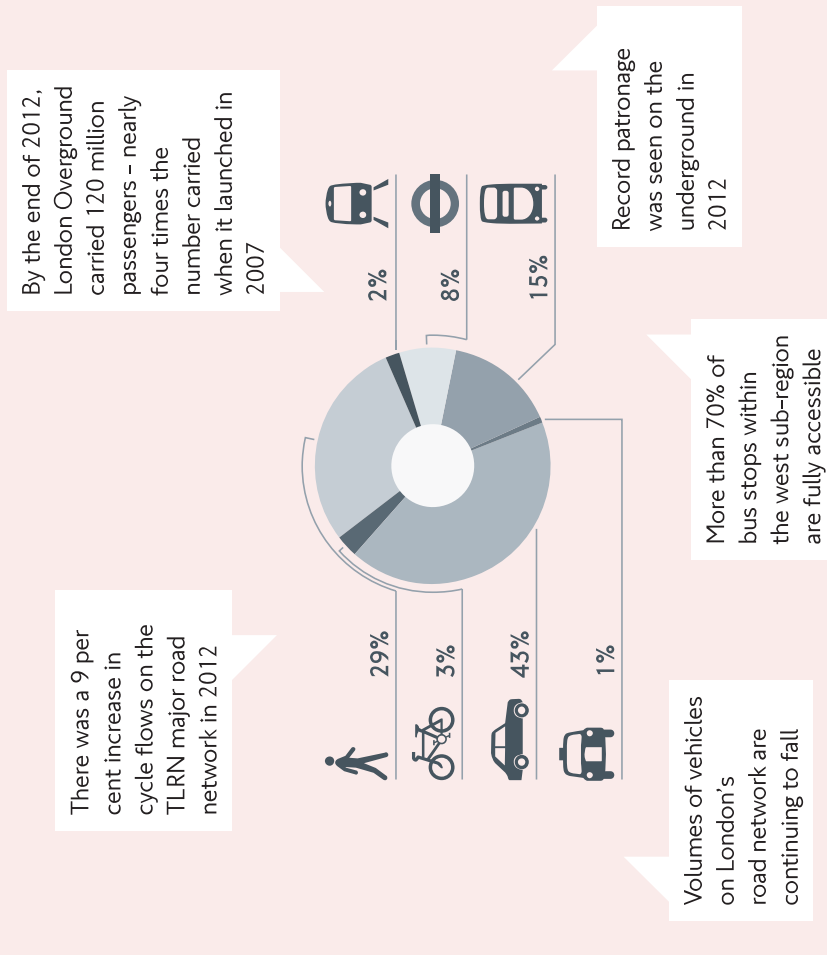 There was a 9 per
cent increase in
cycle flows on the
TLRN major road
network in 2012
By the end of 2012,
London Overground
carried 120 million
passengers – nearly
four times the
number carried
when it launched in
2007
29%
3%
43%
1%
2%
8%
15%
Volumes of vehicles
on London's
road network are
continuing to fall
More than 70% of
bus stops within
the west sub-region
are fully accessible
Record patronage
was seen on the
underground in
2012